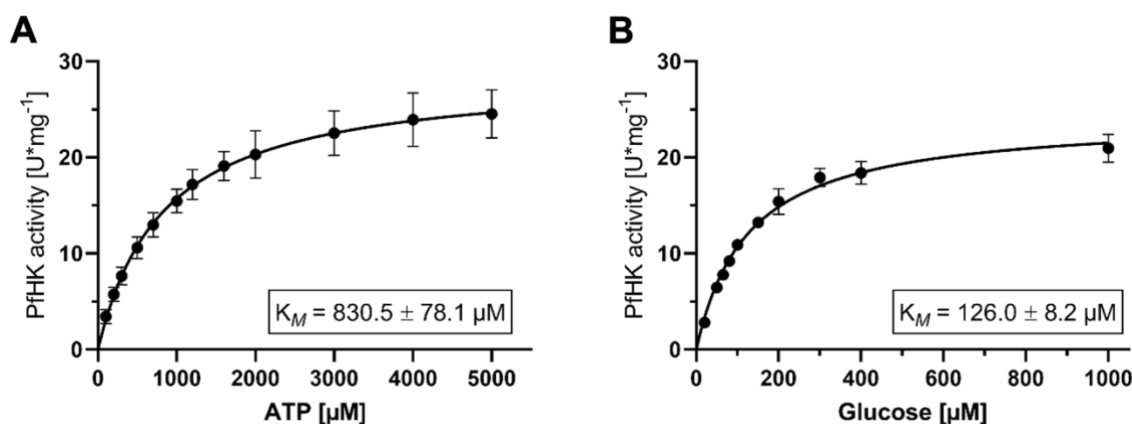 A
PfHK activity [U*mg-1]
30
20
10
0
KM = 830.5 ± 78.1 µM
0 1000 2000 3000 4000 5000
ATP [µM]
B
PfHK activity [U*mg-1]
30
20
10
0
KM = 126.0 ± 8.2 µM
0 200 400 600 800 1000
Glucose [µM]